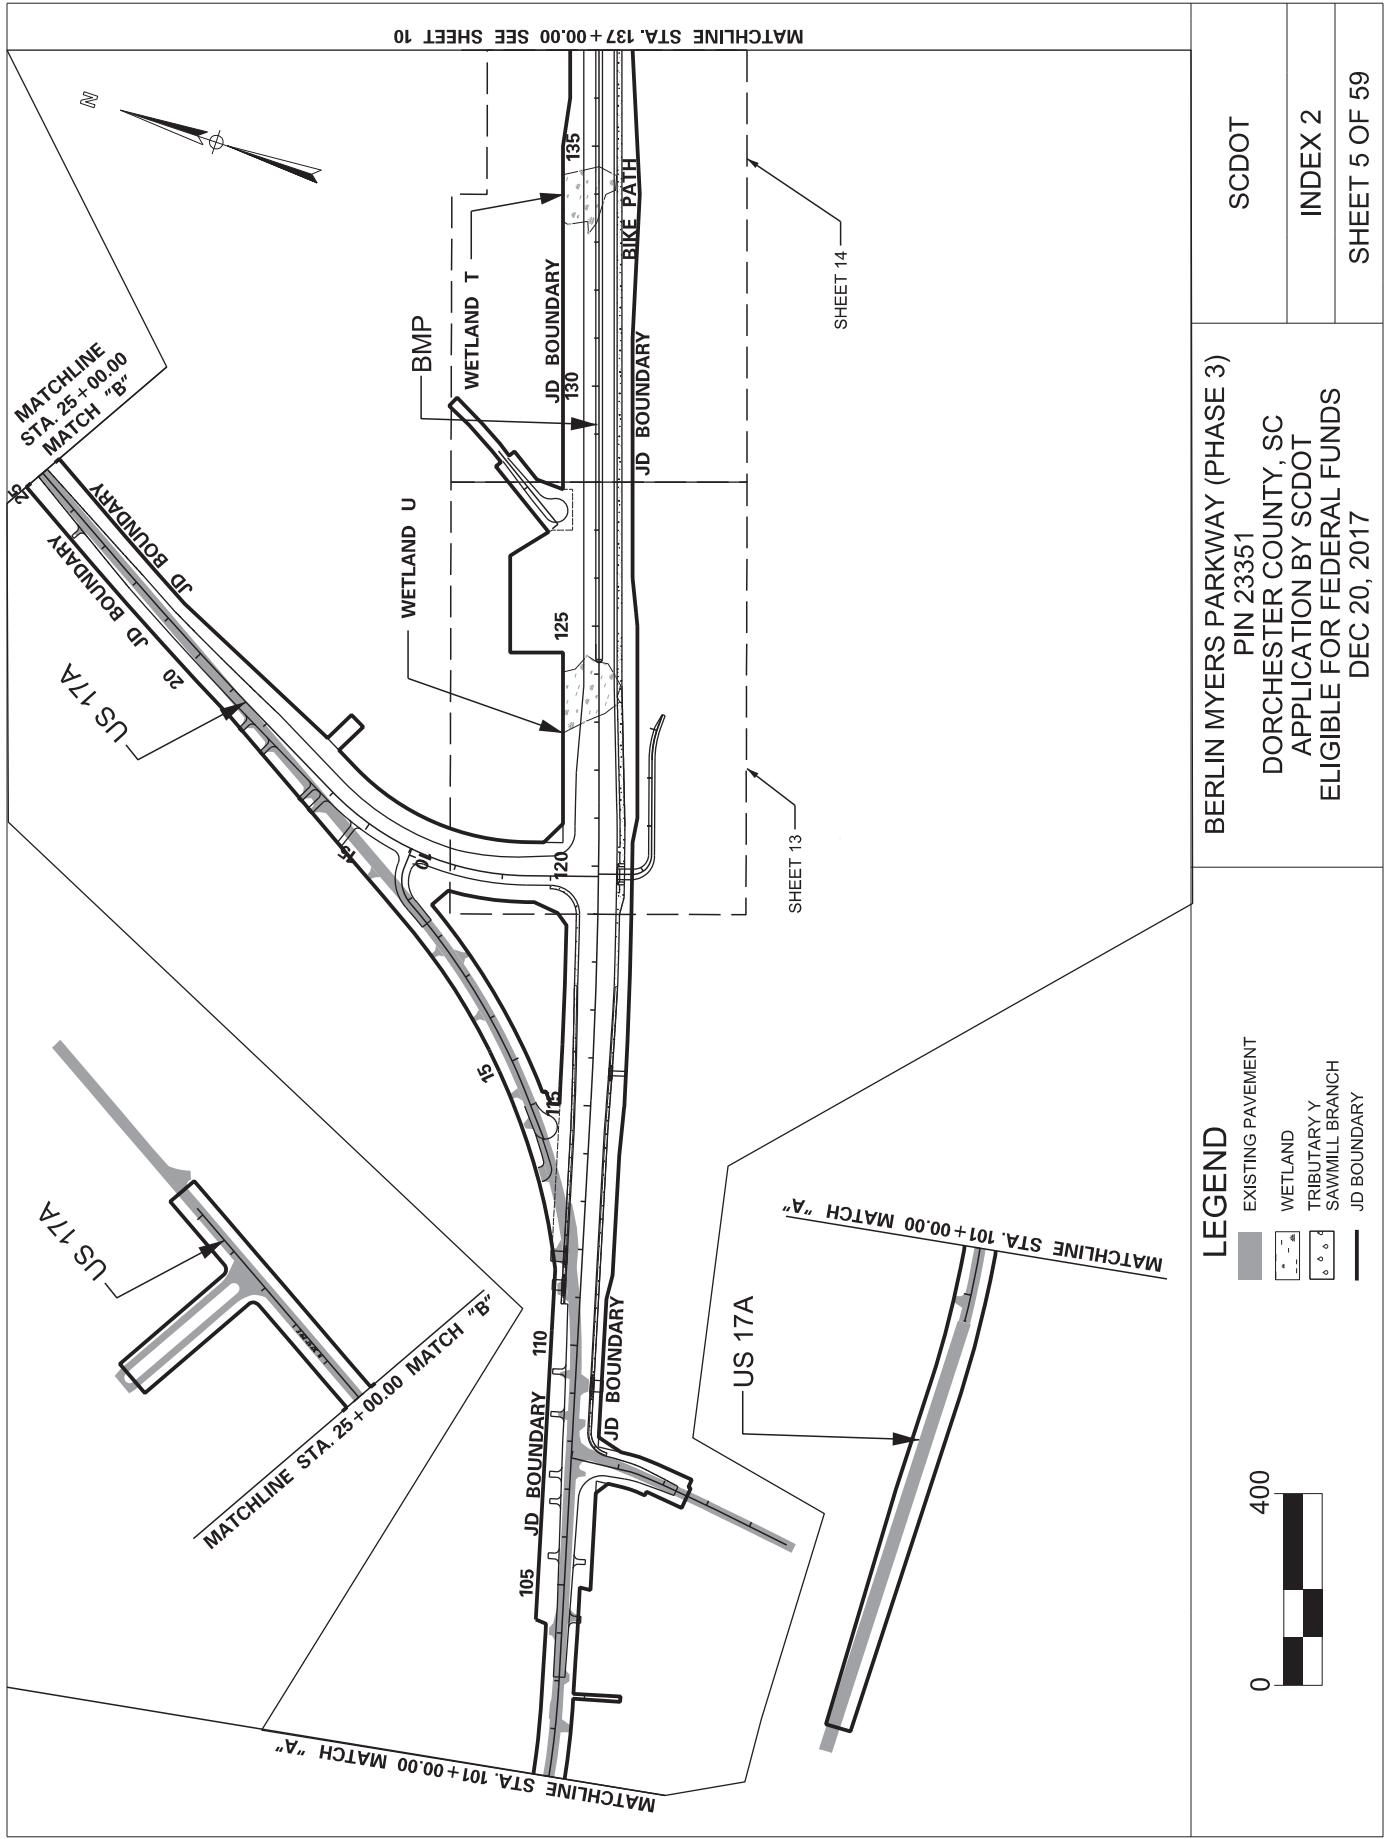 MATCHLINE STA. 137+00.00 SEE SHEET 10
N
MATCHLINE
STA. 25+00.00
MATCH "B"
25
JD BOUNDARY
JD BOUNDARY
20
US 17A
15
10
15
115
120
125
130
135
WETLAND U
BMP
WETLAND T
JD BOUNDARY
BIKE PATH
JD BOUNDARY
SHEET 13
SHEET 14
US 17A
MATCHLINE STA. 25+00.00 MATCH "B"
105
JD BOUNDARY
110
JD BOUNDARY
MATCHLINE STA. 101+00.00 MATCH "A"
US 17A
MATCHLINE STA. 101+00.00 MATCH "A"
0
400
LEGEND
EXISTING PAVEMENT
WETLAND
TRIBUTARY Y
SAWMILL BRANCH
JD BOUNDARY
BERLIN MYERS PARKWAY (PHASE 3)
PIN 23351
DORCHESTER COUNTY, SC
APPLICATION BY SCDOT
ELIGIBLE FOR FEDERAL FUNDS
DEC 20, 2017
SCDOT
INDEX 2
SHEET 5 OF 59